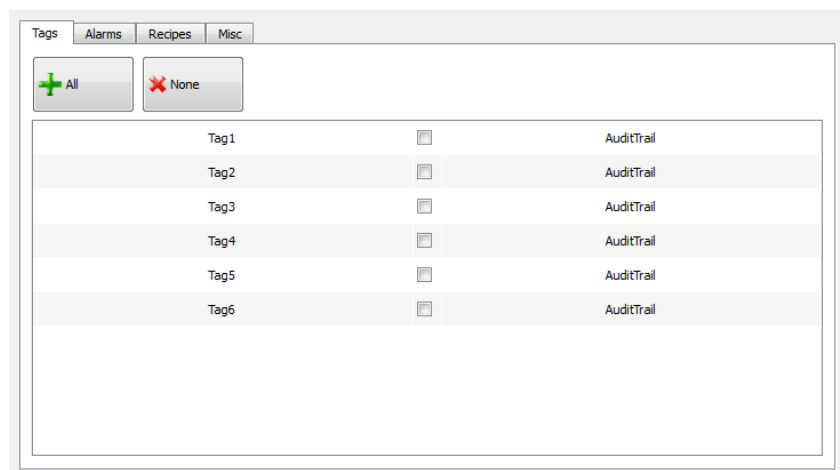 Tags Alarms Recipes Misc
All None
Tag1 AuditTrail
Tag2 AuditTrail
Tag3 AuditTrail
Tag4 AuditTrail
Tag5 AuditTrail
Tag6 AuditTrail